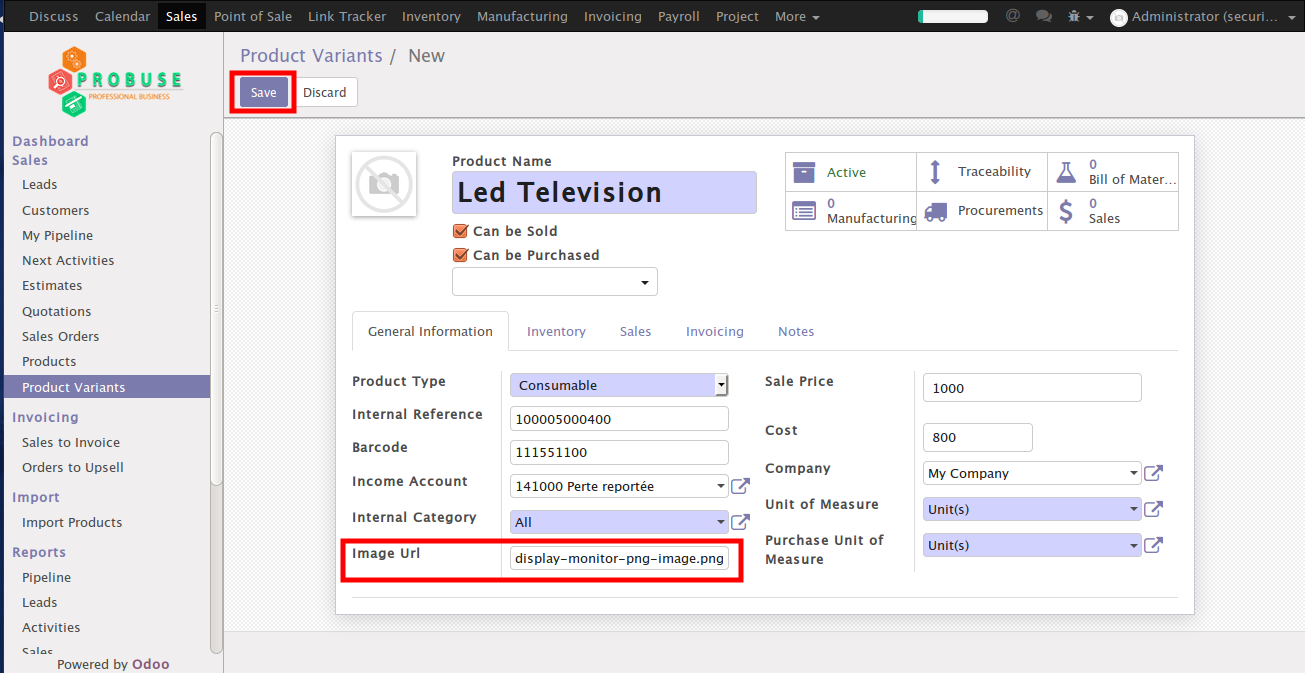 Discuss Calendar Sales Point of Sale Link Tracker Inventory Manufacturing Invoicing Payroll Project More @ Administrator (securi...
PROBUSE
PROFESSIONAL BUSINESS
Dashboard
Sales
Leads
Customers
My Pipeline
Next Activities
Estimates
Quotations
Sales Orders
Products
Product Variants
Invoicing
Sales to Invoice
Orders to Upsell
Import
Import Products
Reports
Pipeline
Leads
Activities
Sales
Powered by Odoo
Product Variants / New
Save Discard
Product Name
Led Television
Can be Sold
Can be Purchased
Active
Traceability
0
Bill of Mater...
0
Manufacturing
Procurements
0
Sales
General Information Inventory Sales Invoicing Notes
Product Type Consumable
Internal Reference 100005000400
Barcode 111551100
Income Account 141000 Perte reportée
Internal Category All
Image Url display-monitor-png-image.png
Sale Price 1000
Cost 800
Company My Company
Unit of Measure Unit(s)
Purchase Unit of
Measure
Unit(s)